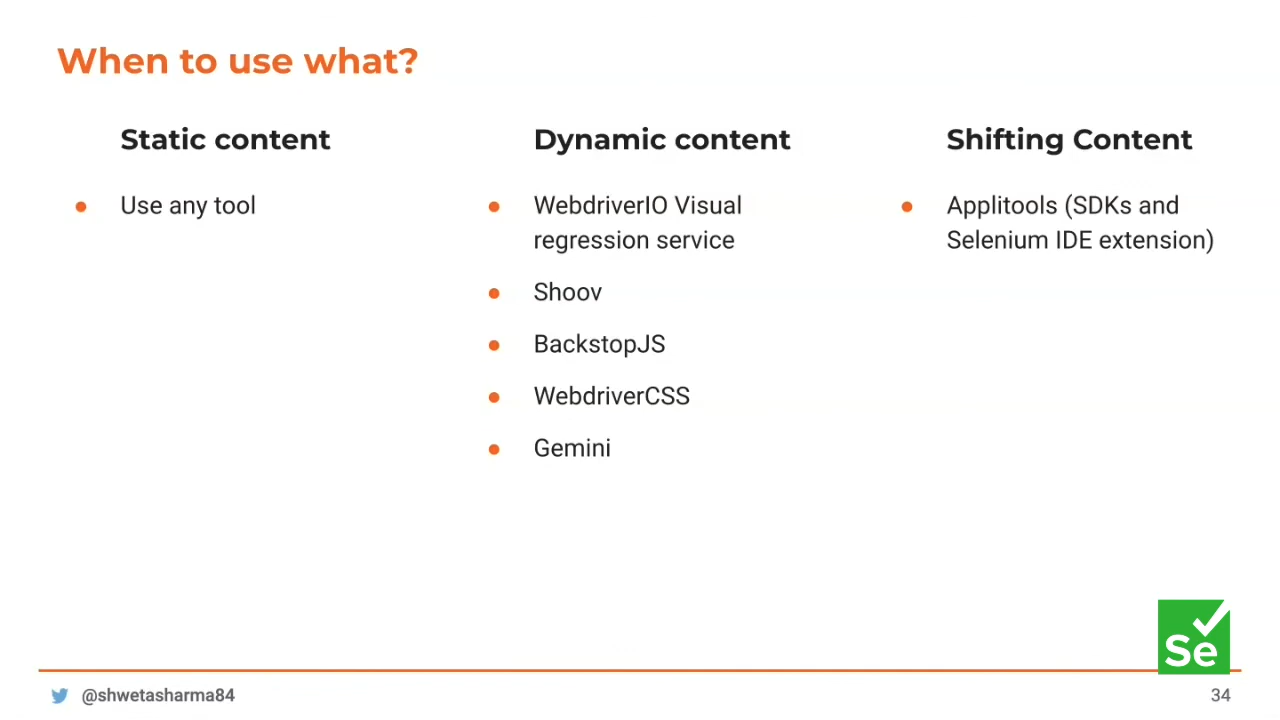 When to use what?
Static content
Use any tool
Dynamic content
WebdriverIO Visual
regression service
Shoov
BackstopJS
WebdriverCSS
Gemini
Shifting Content
Applitools (SDKs and
Selenium IDE extension)
Se
@shwetasharma84
34